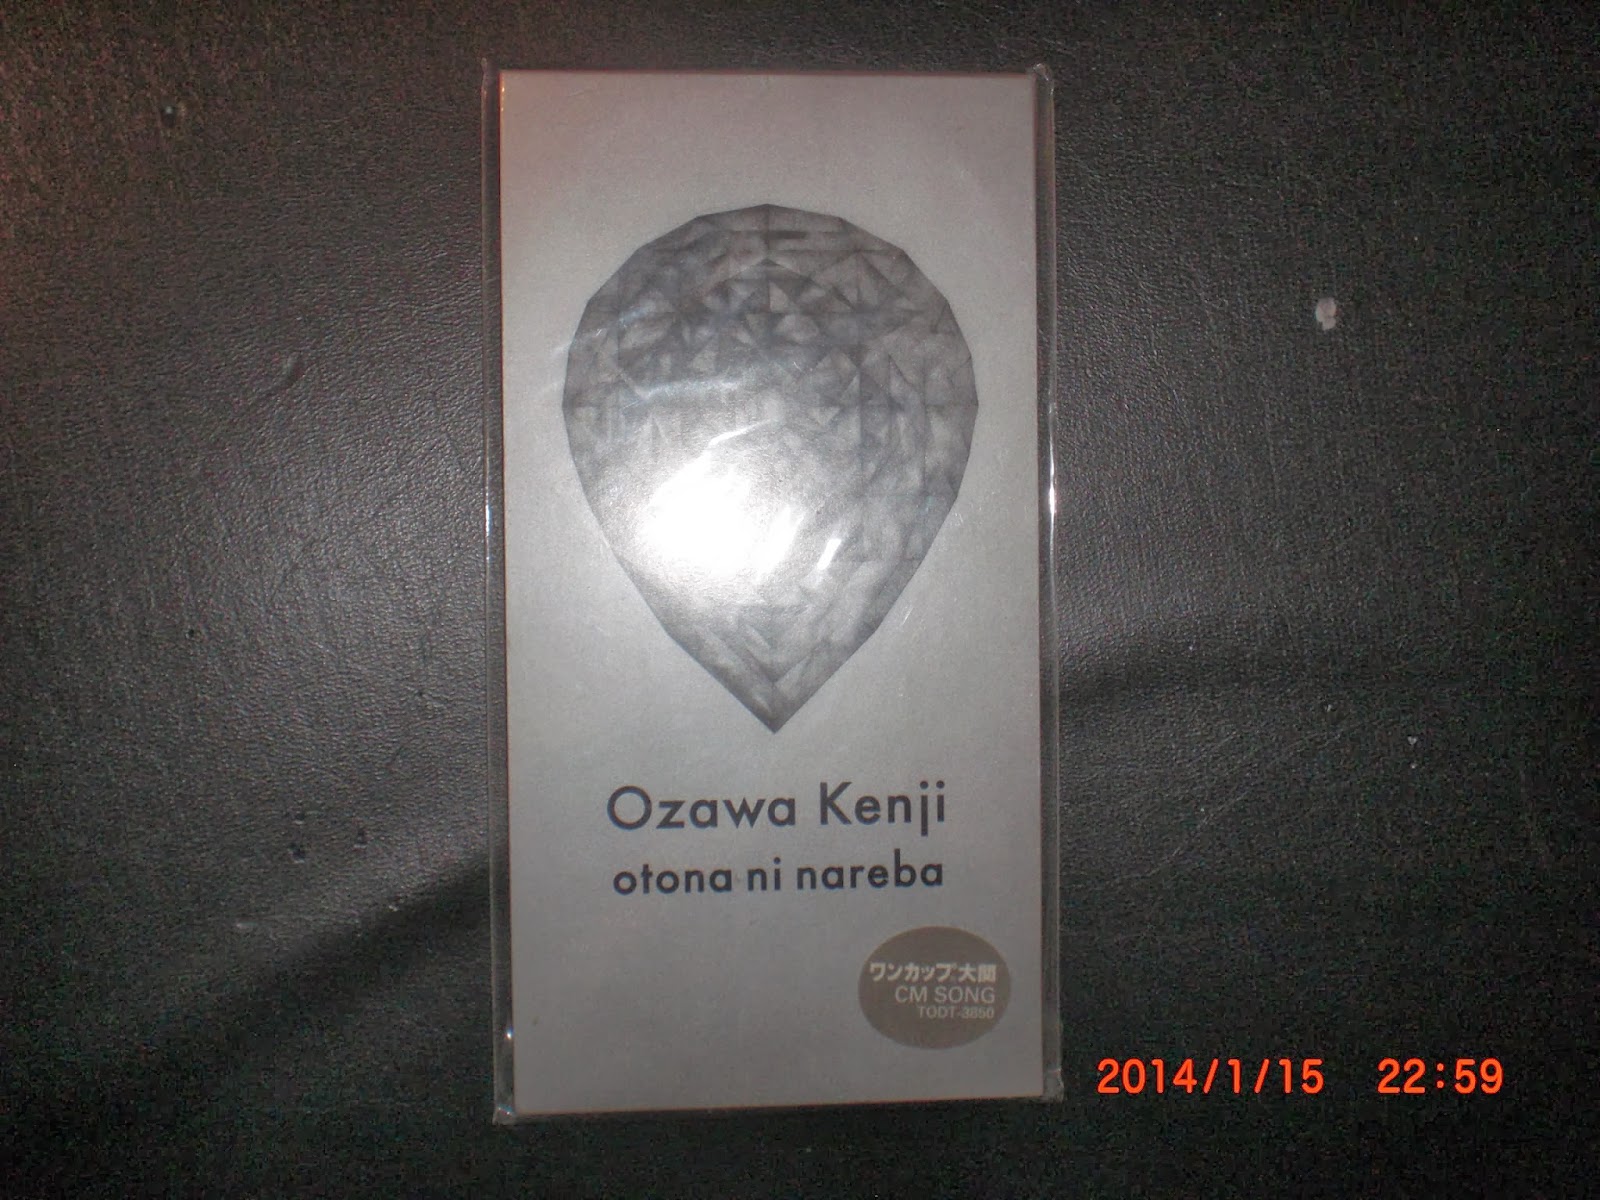 Ozawa Kenji
otona ni nareba
ワンカップ大関
CM SONG
TODT-3850
2014/1/15 22:59